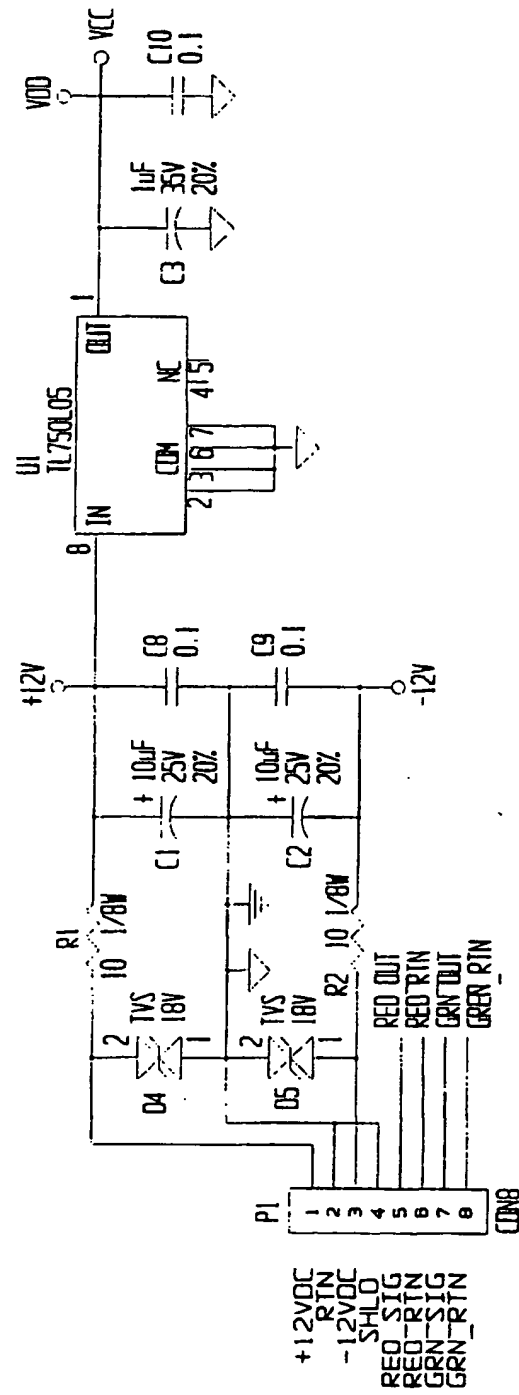 +12VDC
RTN
-12VDC
SHLD
RED_SIG
RED_RTN
GRN_SIG
GRN_RTN
P1
1
2
3
4
5
6
7
8
CON8
RED OUT
RED RTN
GRN OUT
GREN_RTN
D4
2
TVS
18V
1
D5
2
TVS
18V
1
R1
10 1/8W
10 1/8W
R2
C1
+ 10uF
25V
20%
C2
+ 10uF
25V
20%
+12V
C8
0.1
C9
0.1
-12V
U1
TL750L05
8
IN
OUT
1
COM
NC
2 3 6 7
4 5
C3
1uF
35V
20%
VDD
VCC
C10
0.1